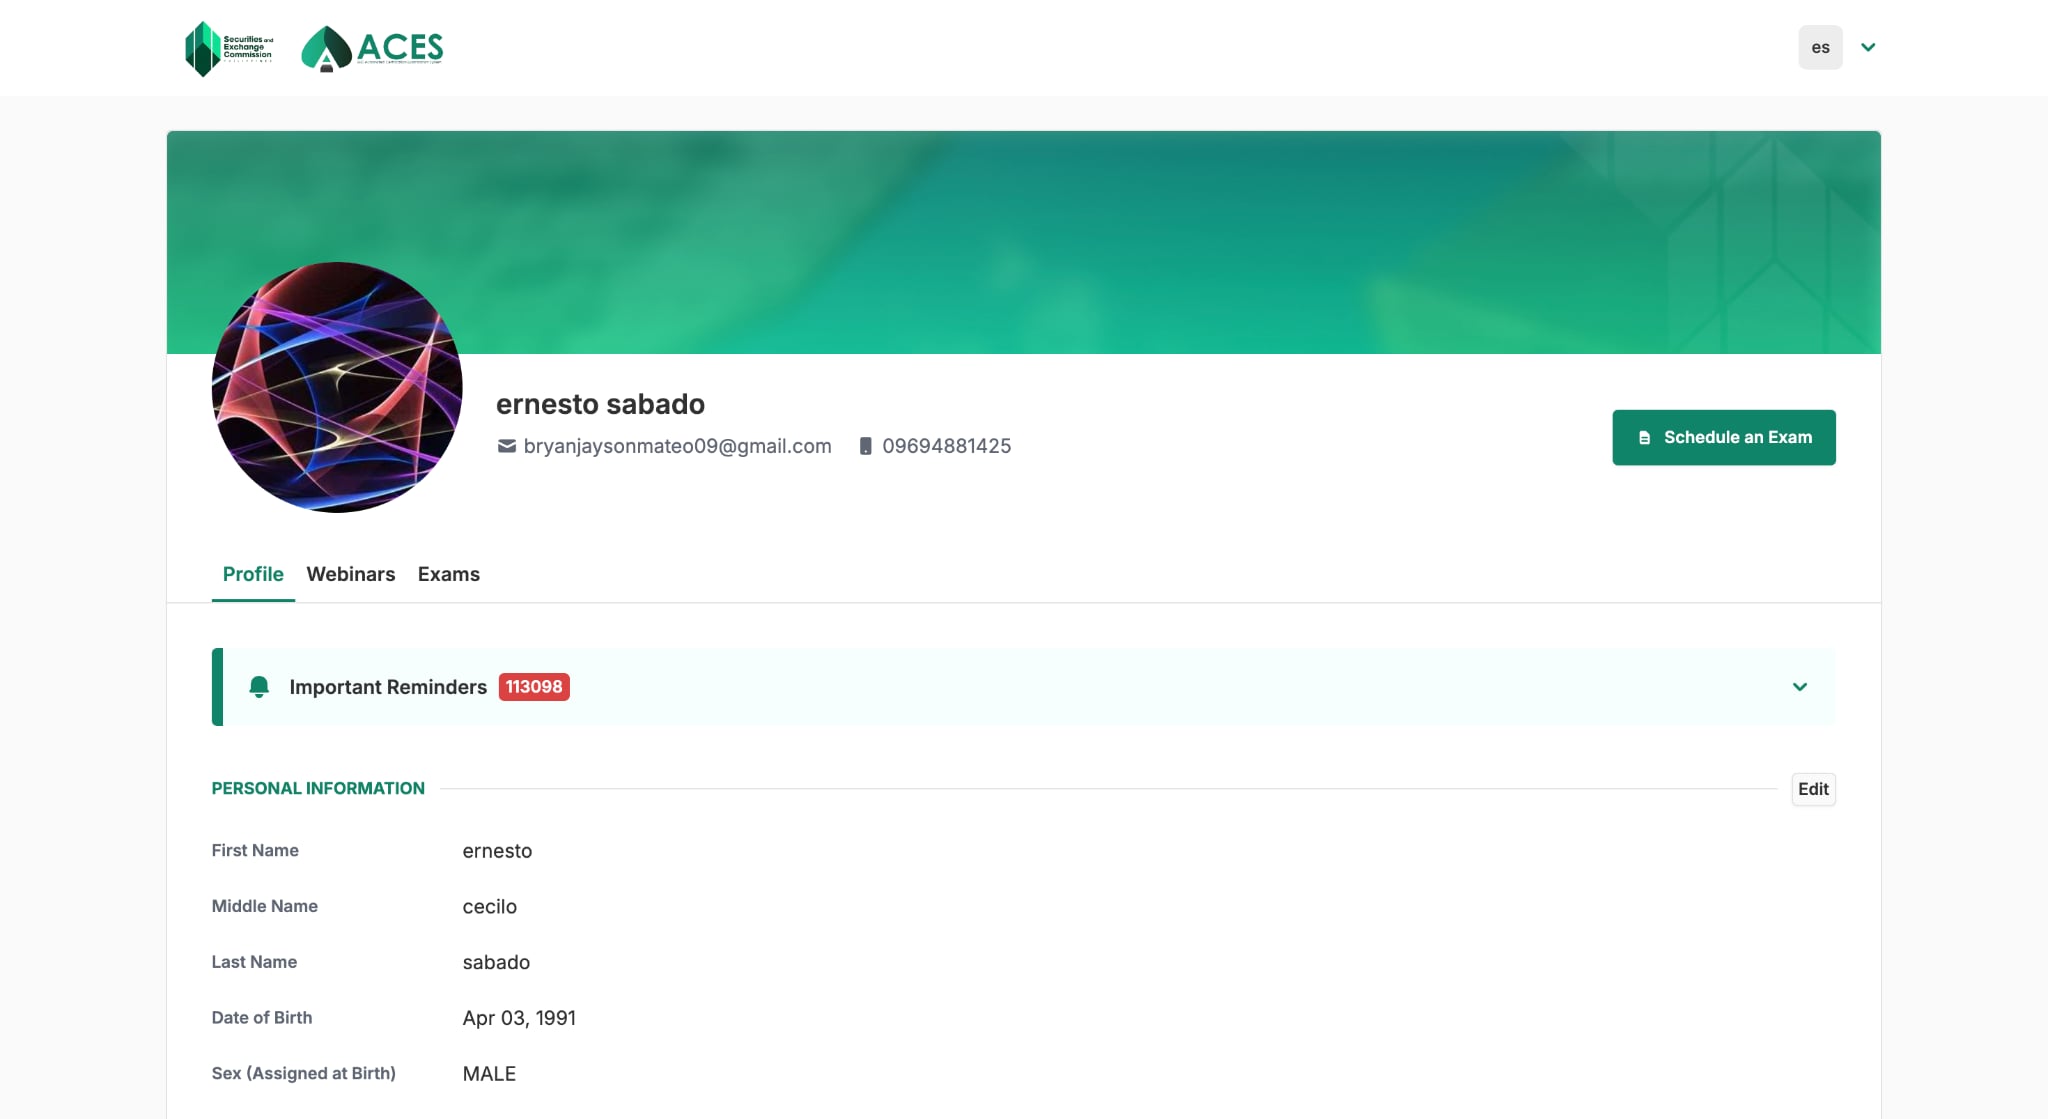 Securities and
Exchange
Commission
PHILIPPINES
ACES
es
ernesto sabado
bryanjaysonmateo09@gmail.com 09694881425
Schedule an Exam
Profile Webinars Exams
Important Reminders 113098
PERSONAL INFORMATION Edit
First Name ernesto
Middle Name cecilo
Last Name sabado
Date of Birth Apr 03, 1991
Sex (Assigned at Birth) MALE